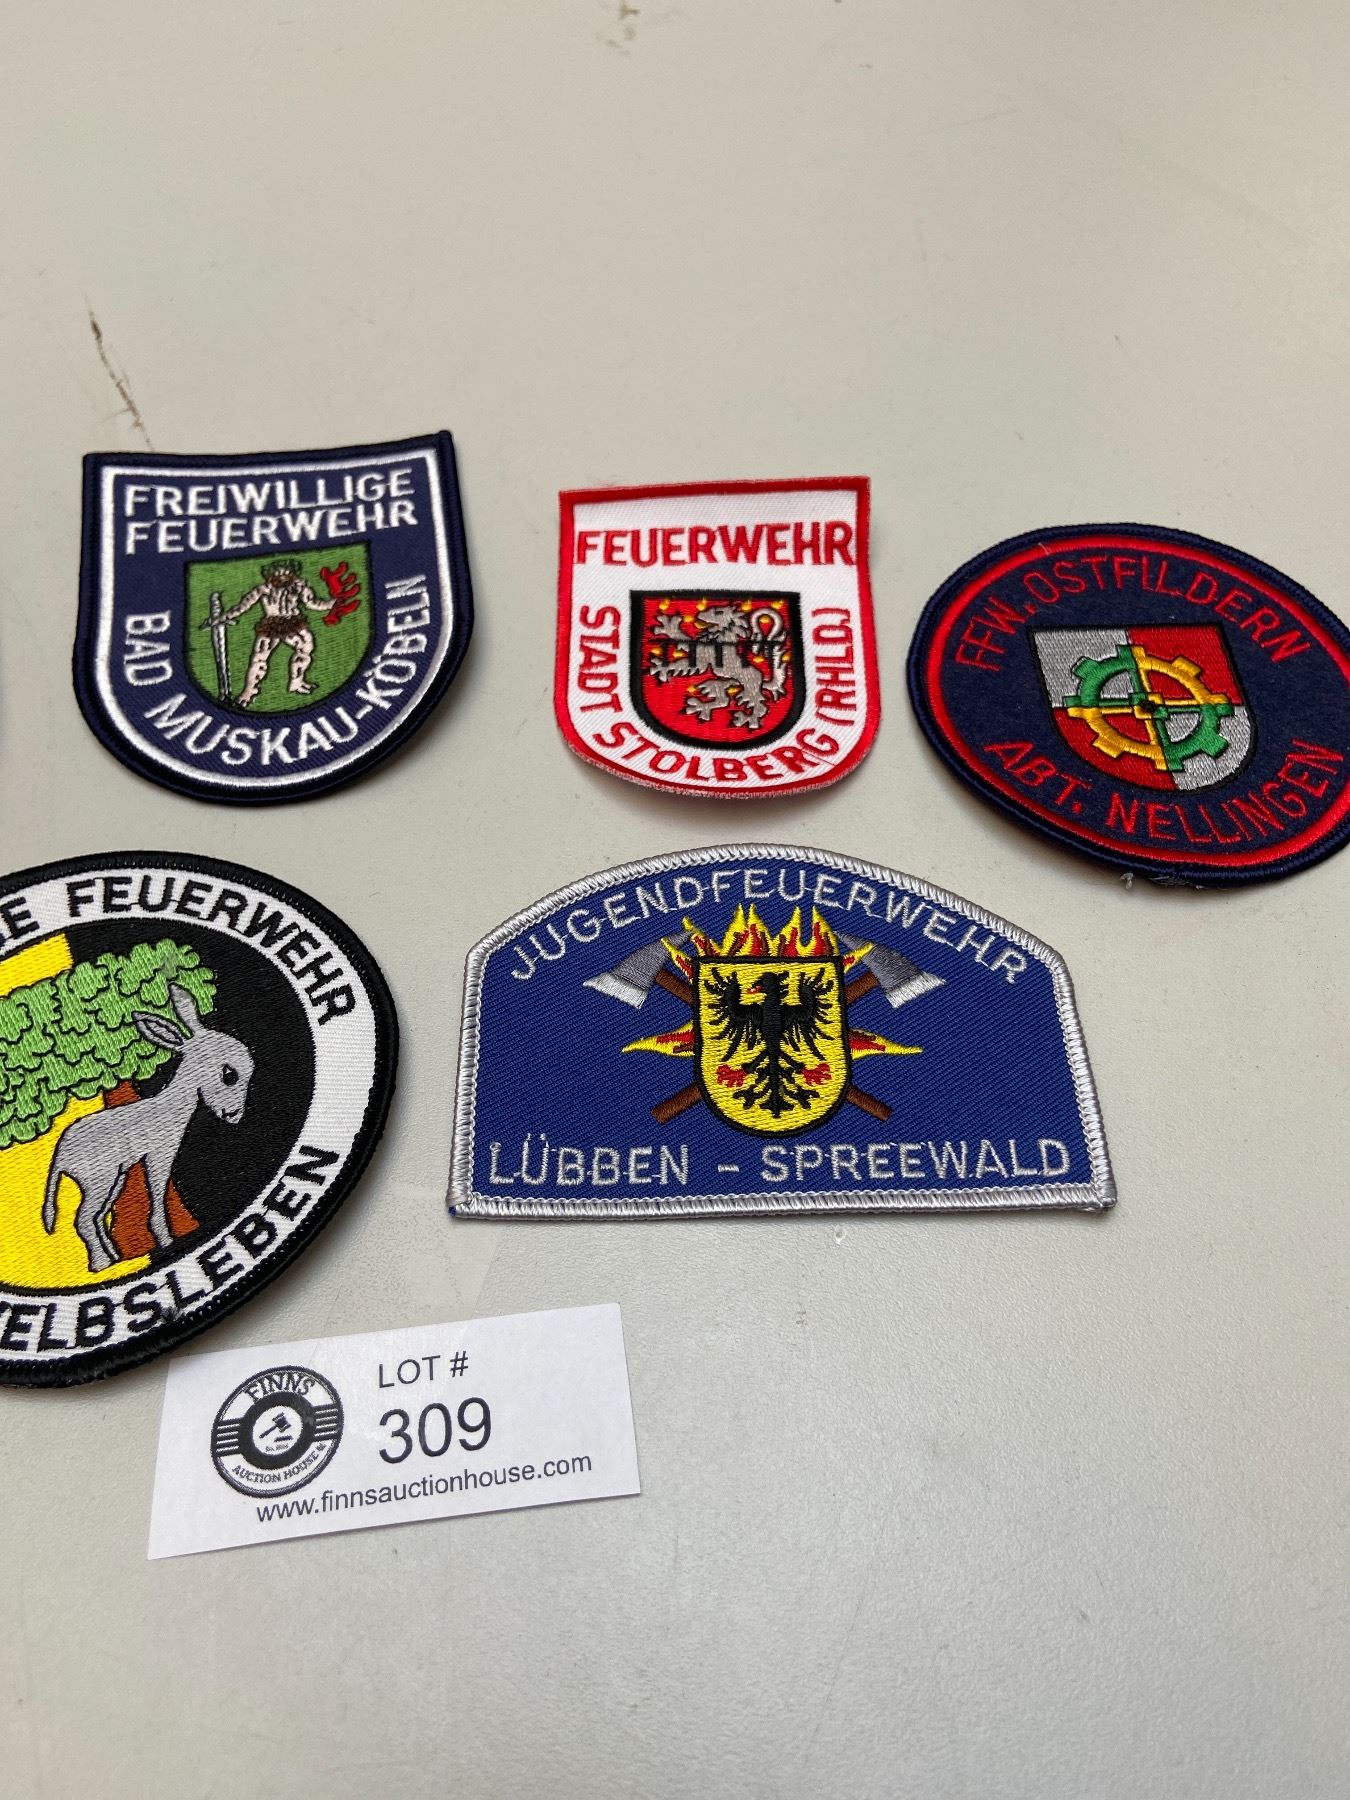 FREIWILLIGE
FEUERWEHR
BAD MUSKAU-KÖBELN
FEUERWEHR
STADT STOLBERG (RHLD.)
FFW. OSTFILDERN
ABT. NELLINGEN
FEUERWEHR
JUGENDFEUERWEHR
LÜBBEN - SPREEWALD
FINNS
AUCTION HOUSE
LOT #
309
www.finnsauctionhouse.com